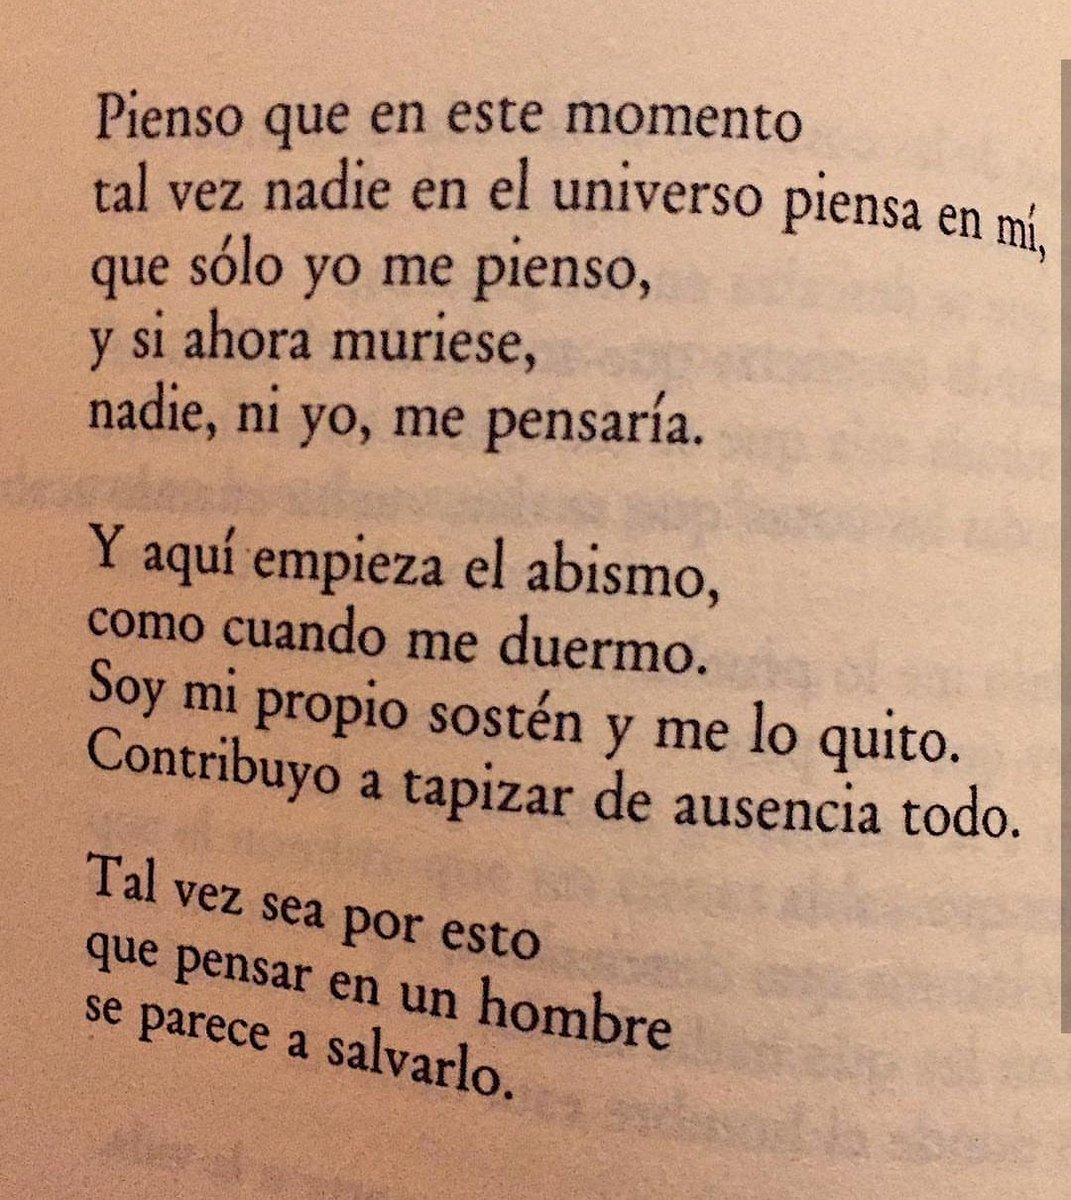 Pienso que en este momento
tal vez nadie en el universo piensa en mí,
que sólo yo me pienso,
y si ahora muriese,
nadie, ni yo, me pensaría.
Y aquí empieza el abismo,
como cuando me duermo.
Soy mi propio sostén y me lo quito.
Contribuyo a tapizar de ausencia todo.
Tal vez sea por esto
que pensar en un hombre
se parece a salvarlo.